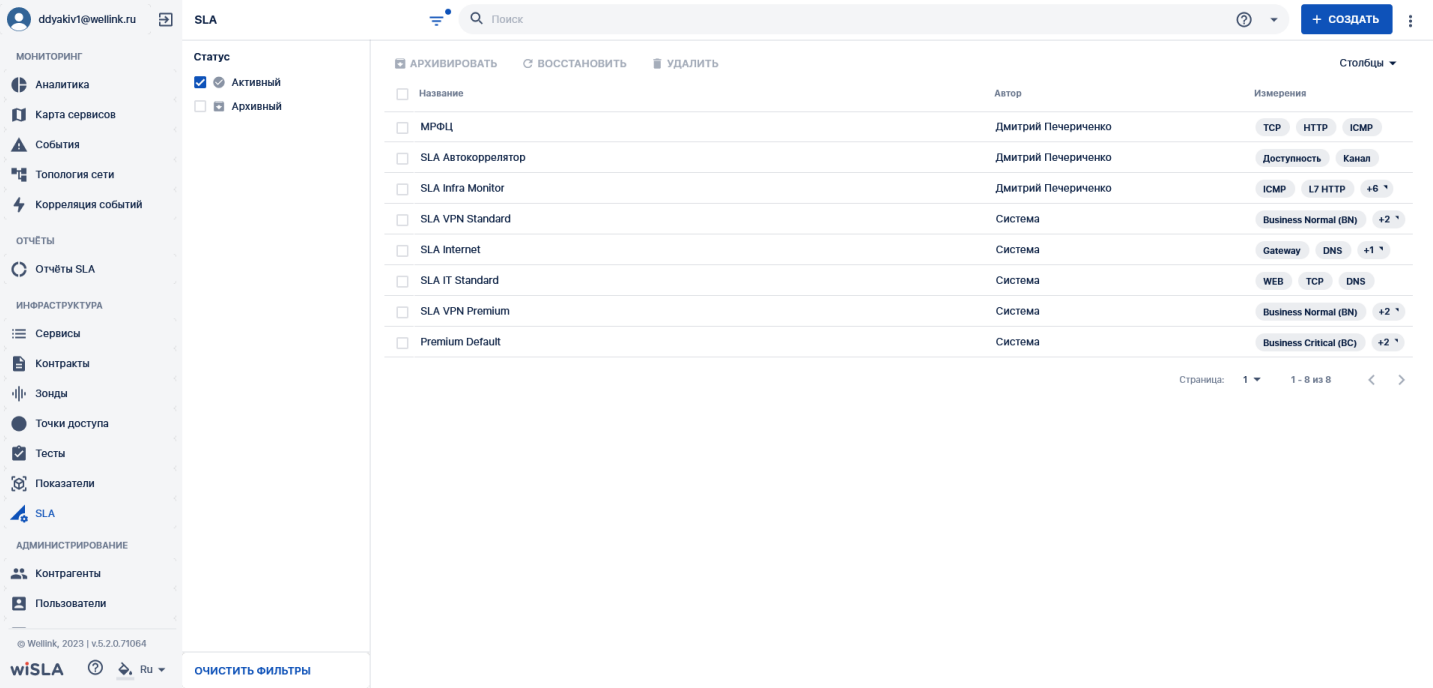 ddyakiv1@wellink.ru
SLA
Поиск
+ СОЗДАТЬ
МОНИТОРИНГ
Аналитика
Карта сервисов
События
Топология сети
Корреляция событий
ОТЧЁТЫ
Отчёты SLA
ИНФРАСТРУКТУРА
Сервисы
Контракты
Зонды
Точки доступа
Тесты
Показатели
SLA
АДМИНИСТРИРОВАНИЕ
Контрагенты
Пользователи
© Wellink, 2023 | v.5.2.0.71064
wiSLA Ru
Статус
Активный
Архивный
ОЧИСТИТЬ ФИЛЬТРЫ
АРХИВИРОВАТЬ ВОССТАНОВИТЬ УДАЛИТЬ Столбцы
Название Автор Измерения
МРФЦ Дмитрий Печериченко TCP HTTP ICMP
SLA Автокоррелятор Дмитрий Печериченко Доступность Канал
SLA Infra Monitor Дмитрий Печериченко ICMP L7 HTTP +6
SLA VPN Standard Система Business Normal (BN) +2
SLA Internet Система Gateway DNS +1
SLA IT Standard Система WEB TCP DNS
SLA VPN Premium Система Business Normal (BN) +2
Premium Default Система Business Critical (BC) +2
Страница: 1 1 - 8 из 8